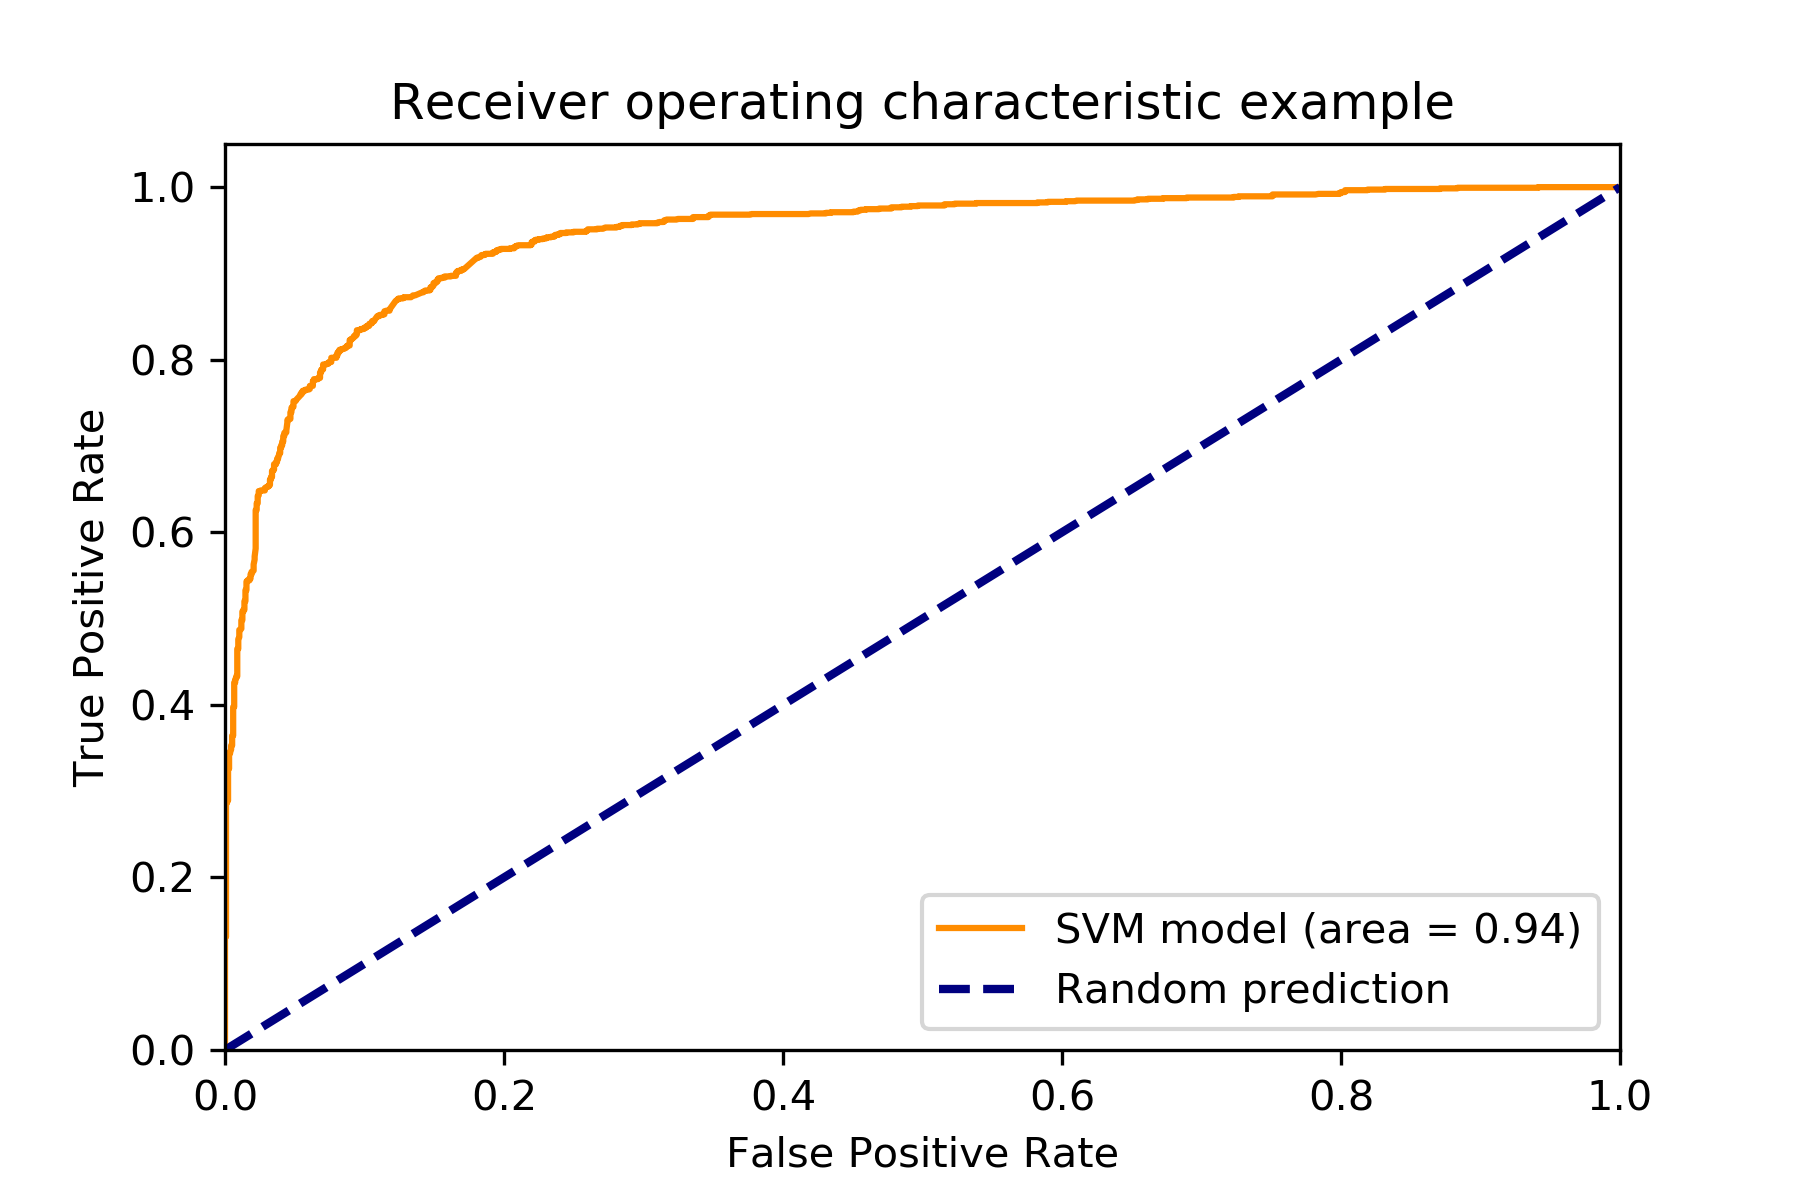 Receiver operating characteristic example
1.0
0.8
0.6
0.4
0.2
0.0
True Positive Rate
SVM model (area = 0.94)
Random prediction
0.0 0.2 0.4 0.6 0.8 1.0
False Positive Rate